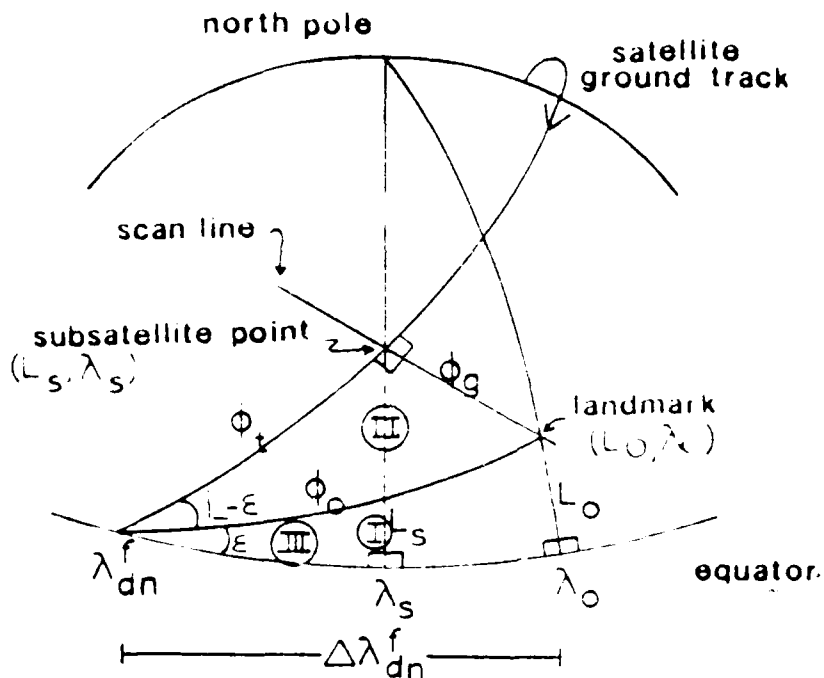 north pole
satellite
ground track
scan line
subsatellite point
(L_s, λ_s)
ϕ_g
landmark
(L_O, λ
ϕ_t
II
ϕ_o
L-ε
ε
III
I
L_s
L_O
λ^f_dn
λ_s
λ_O
equator.
Δλ^f_dn